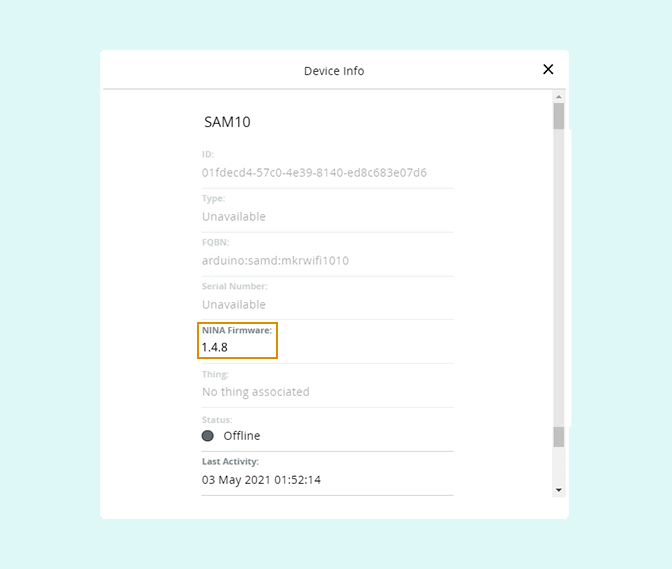 Device Info
SAM10
ID:
01fdecd4-57c0-4e39-8140-ed8c683e07d6
Type:
Unavailable
FQBN:
arduino:samd:mkrwifi1010
Serial Number:
Unavailable
NINA Firmware:
1.4.8
Thing:
No thing associated
Status:
Offline
Last Activity:
03 May 2021 01:52:14